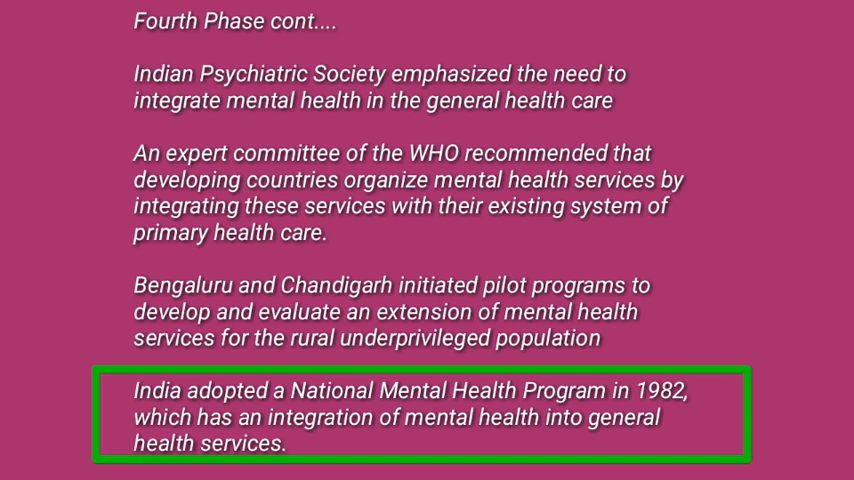 Fourth Phase cont....
Indian Psychiatric Society emphasized the need to
integrate mental health in the general health care
An expert committee of the WHO recommended that
developing countries organize mental health services by
integrating these services with their existing system of
primary health care.
Bengaluru and Chandigarh initiated pilot programs to
develop and evaluate an extension of mental health
services for the rural underprivileged population
India adopted a National Mental Health Program in 1982,
which has an integration of mental health into general
health services.